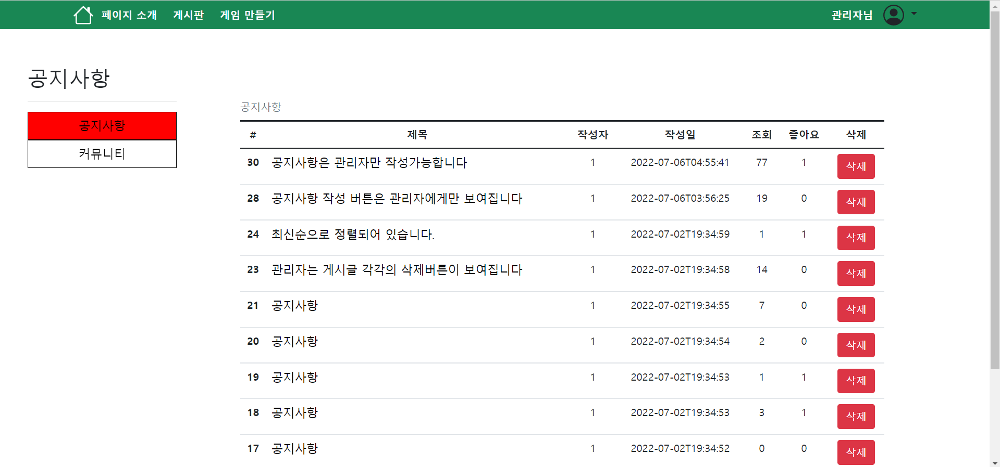 페이지 소개 게시판 게임 만들기 관리자님
공지사항
공지사항
커뮤니티
공지사항
# 제목 작성자 작성일 조회 좋아요 삭제
30 공지사항은 관리자만 작성가능합니다 1 2022-07-06T04:55:41 77 1 삭제
28 공지사항 작성 버튼은 관리자에게만 보여집니다 1 2022-07-06T03:56:25 19 0 삭제
24 최신순으로 정렬되어 있습니다. 1 2022-07-02T19:34:59 1 1 삭제
23 관리자는 게시글 각각의 삭제버튼이 보여집니다 1 2022-07-02T19:34:58 14 0 삭제
21 공지사항 1 2022-07-02T19:34:55 7 0 삭제
20 공지사항 1 2022-07-02T19:34:54 2 0 삭제
19 공지사항 1 2022-07-02T19:34:53 1 1 삭제
18 공지사항 1 2022-07-02T19:34:53 3 1 삭제
17 공지사항 1 2022-07-02T19:34:52 0 0 삭제